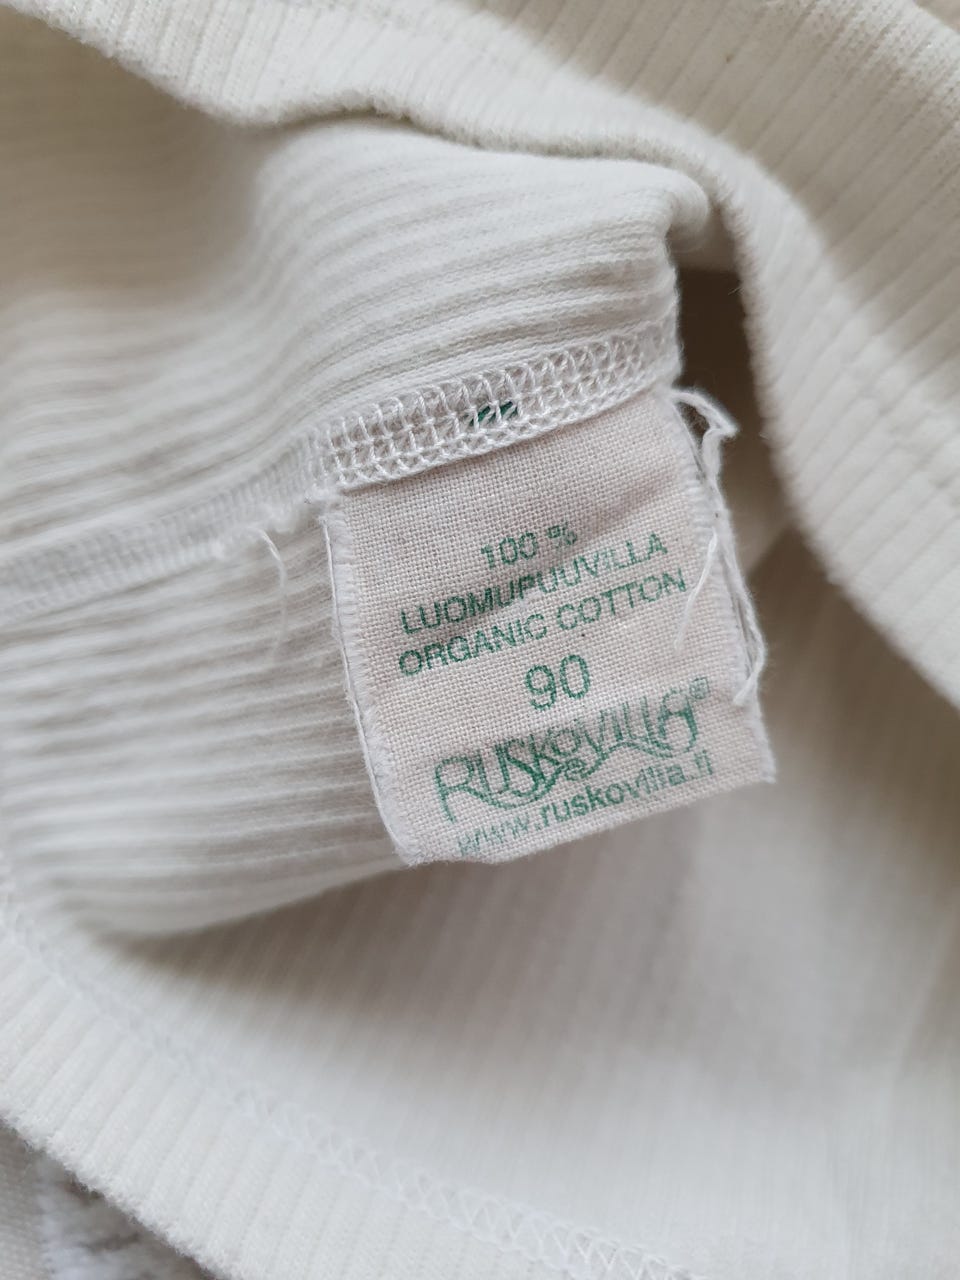 100 %
LUOMUPUUVILLA
ORGANIC COTTON
90
RUSKOVILLA®
www.ruskovilla.fi